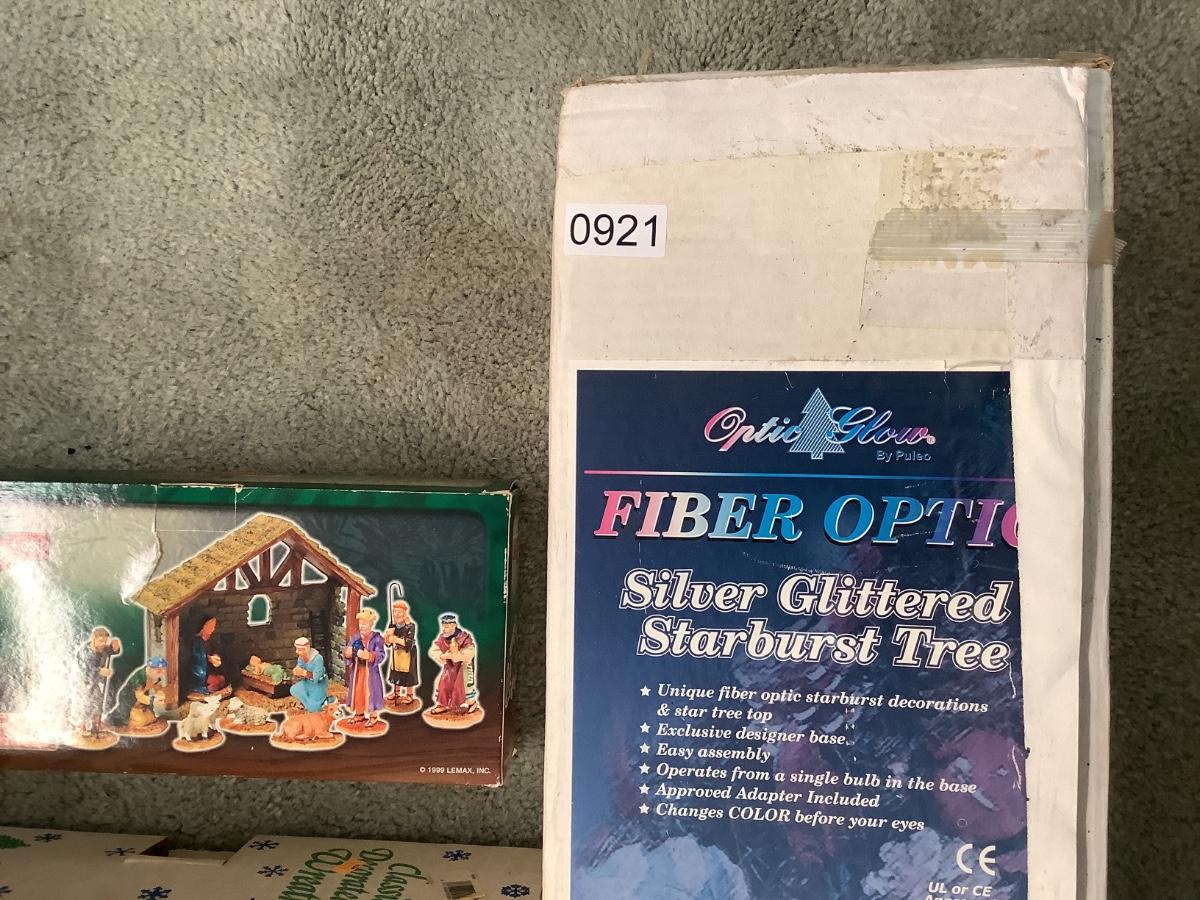 0921
Optic Glow®
By Puleo
FIBER OPTIC
Silver Glittered
Starburst Tree
★ Unique fiber optic starburst decorations
& star tree top
★ Exclusive designer base
★ Easy assembly
★ Operates from a single bulb in the base
★ Approved Adapter Included
★ Changes COLOR before your eyes
CE
UL or CE
© 1999 LEMAX, INC.